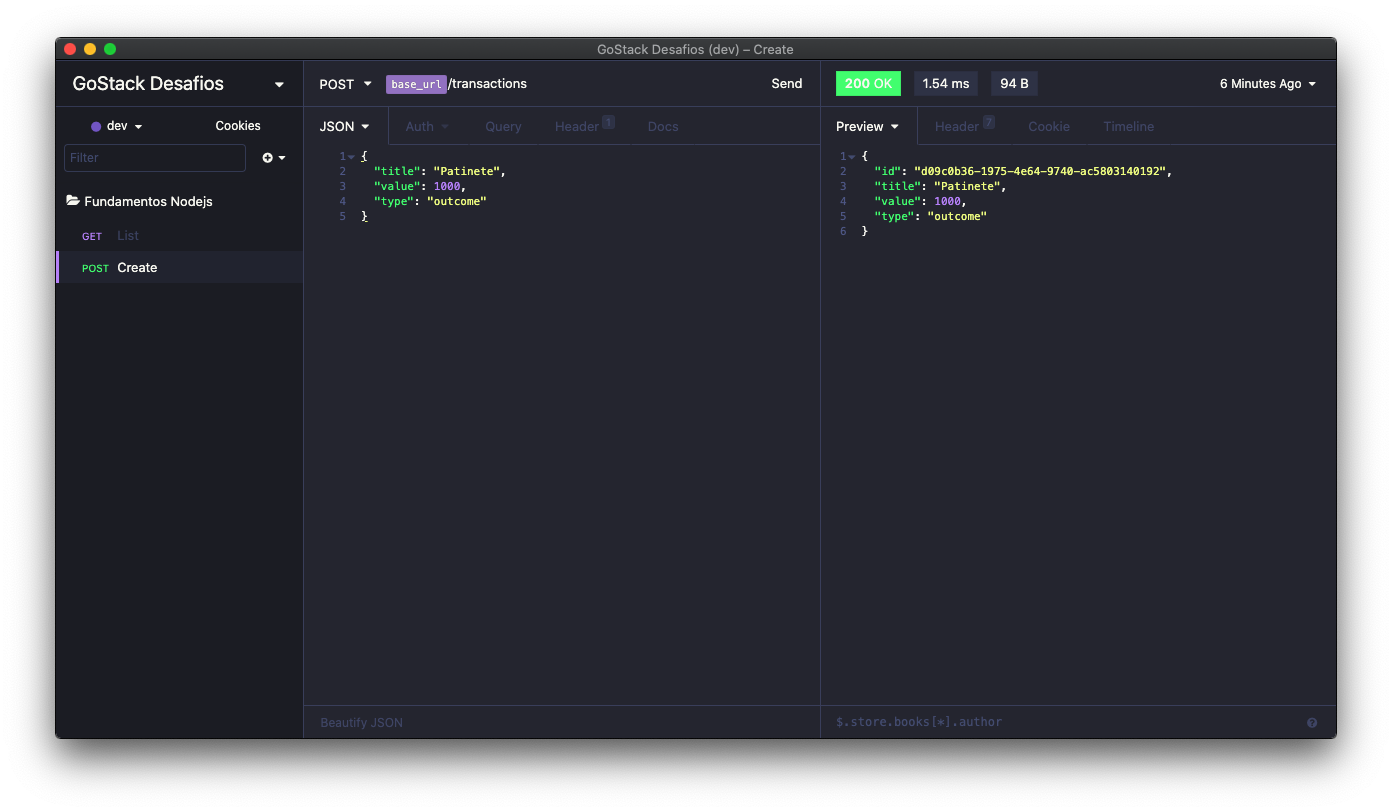 GoStack Desafios (dev) – Create
GoStack Desafios
dev
Cookies
Filter
Fundamentos Nodejs
GET List
POST Create
POST base_url/transactions Send
JSON Auth Query Header 1 Docs
1 {
2 "title": "Patinete",
3 "value": 1000,
4 "type": "outcome"
5 }
Beautify JSON
200 OK 1.54 ms 94 B 6 Minutes Ago
Preview Header 7 Cookie Timeline
1 {
2 "id": "d09c0b36-1975-4e64-9740-ac5803140192",
3 "title": "Patinete",
4 "value": 1000,
5 "type": "outcome"
6 }
$.store.books[*].author